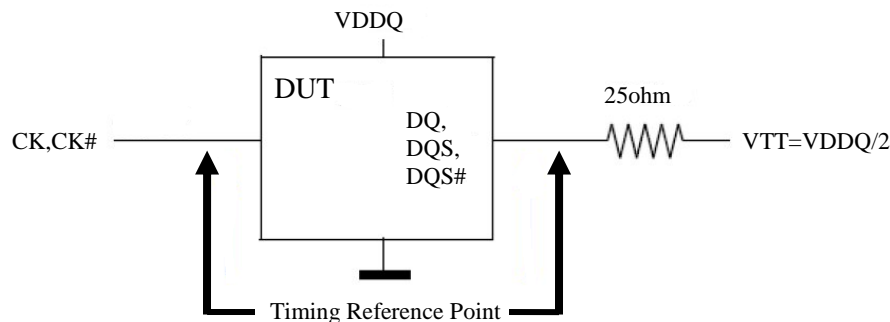 VDDQ
DUT
25ohm
CK,CK#
DQ,
DQS,
DQS#
VTT=VDDQ/2
Timing Reference Point